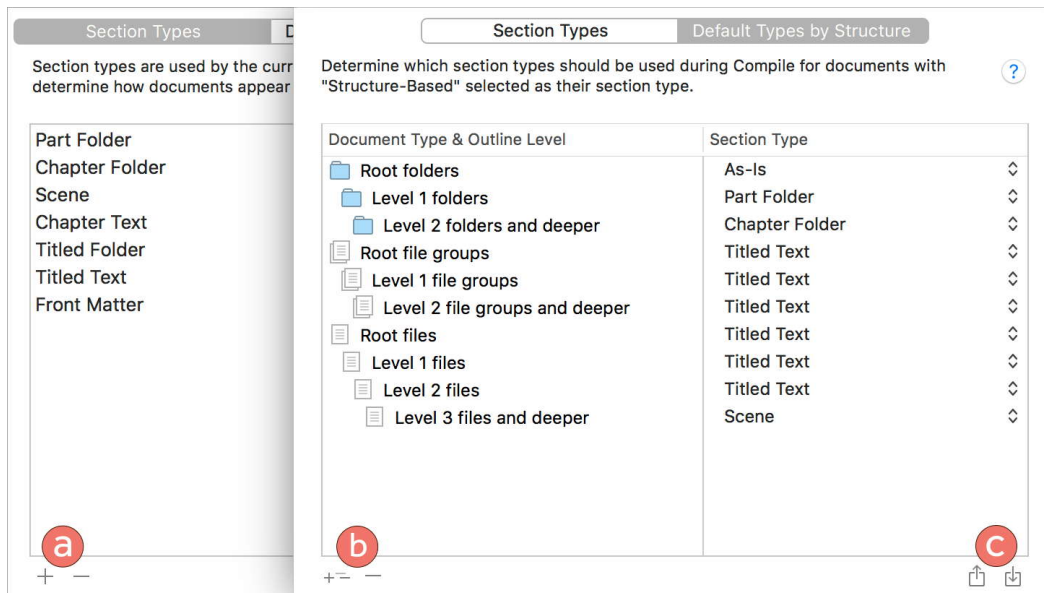 Section Types
D
Section types are used by the curr
determine how documents appear
Part Folder
Chapter Folder
Scene
Chapter Text
Titled Folder
Titled Text
Front Matter
a
+ −
Section Types Default Types by Structure
Determine which section types should be used during Compile for documents with
"Structure-Based" selected as their section type.
?
Document Type & Outline Level Section Type
Root folders As-Is
Level 1 folders Part Folder
Level 2 folders and deeper Chapter Folder
Root file groups Titled Text
Level 1 file groups Titled Text
Level 2 file groups and deeper Titled Text
Root files Titled Text
Level 1 files Titled Text
Level 2 files Titled Text
Level 3 files and deeper Scene
b
c